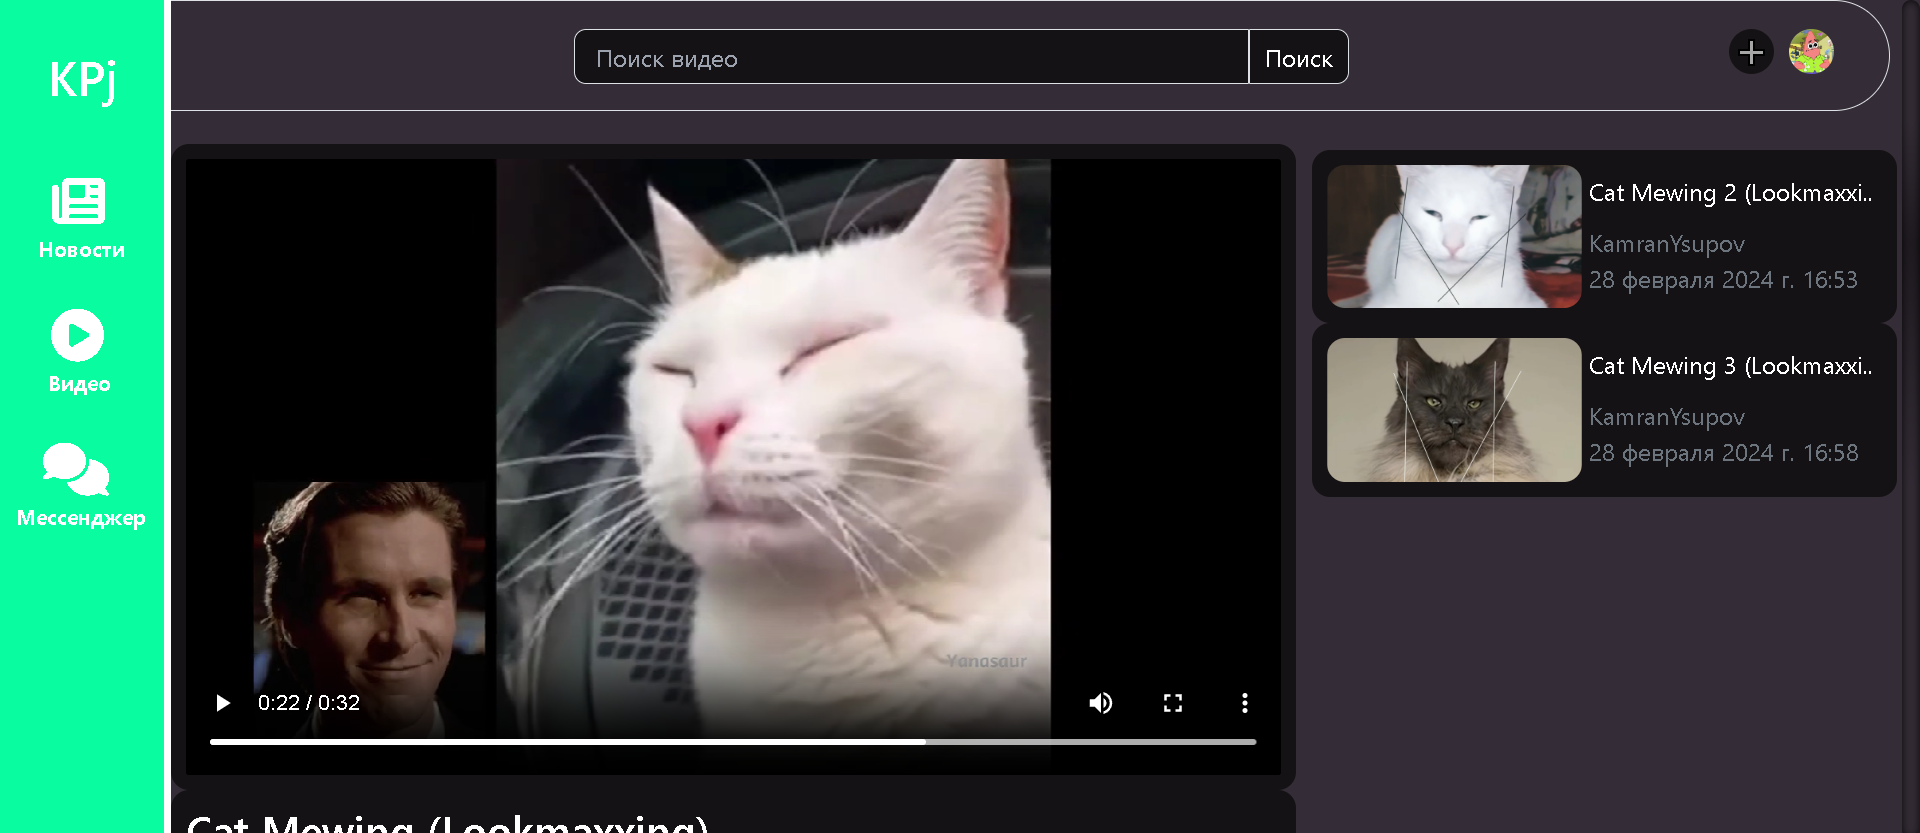 KPj
Новости
Видео
Мессенджер
Поиск видео
Поиск
Yanasaur
0:22 / 0:32
Cat Mewing (Lookmaxxing)
Cat Mewing 2 (Lookmaxxi..
KamranYsupov
28 февраля 2024 г. 16:53
Cat Mewing 3 (Lookmaxxi..
KamranYsupov
28 февраля 2024 г. 16:58